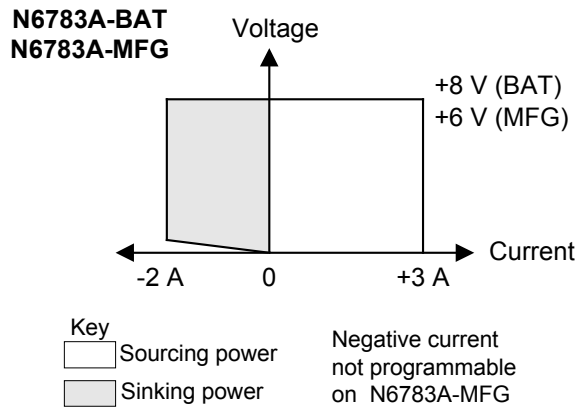 N6783A-BAT
N6783A-MFG
Voltage
+8 V (BAT)
+6 V (MFG)
Current
-2 A
0
+3 A
Key
Sourcing power
Sinking power
Negative current
not programmable
on N6783A-MFG